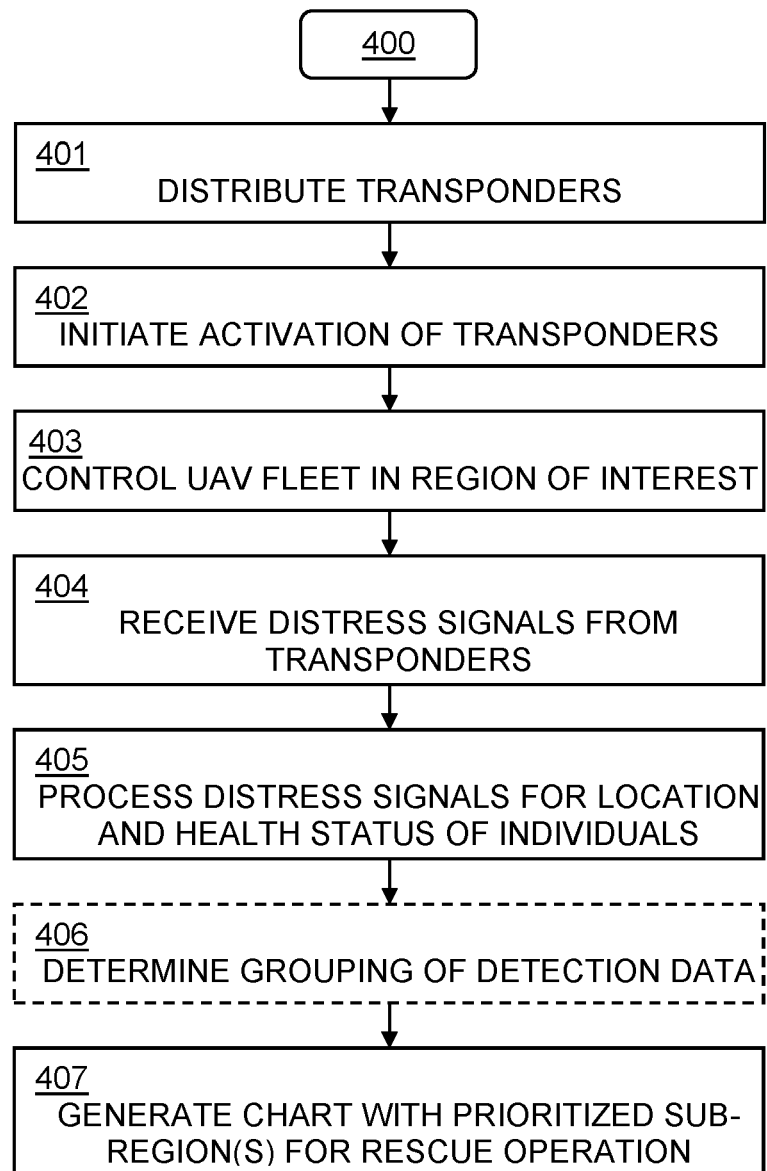 400
401
DISTRIBUTE TRANSPONDERS
402
INITIATE ACTIVATION OF TRANSPONDERS
403
CONTROL UAV FLEET IN REGION OF INTEREST
404
RECEIVE DISTRESS SIGNALS FROM
TRANSPONDERS
405
PROCESS DISTRESS SIGNALS FOR LOCATION
AND HEALTH STATUS OF INDIVIDUALS
406
DETERMINE GROUPING OF DETECTION DATA
407
GENERATE CHART WITH PRIORITIZED SUB-
REGION(S) FOR RESCUE OPERATION